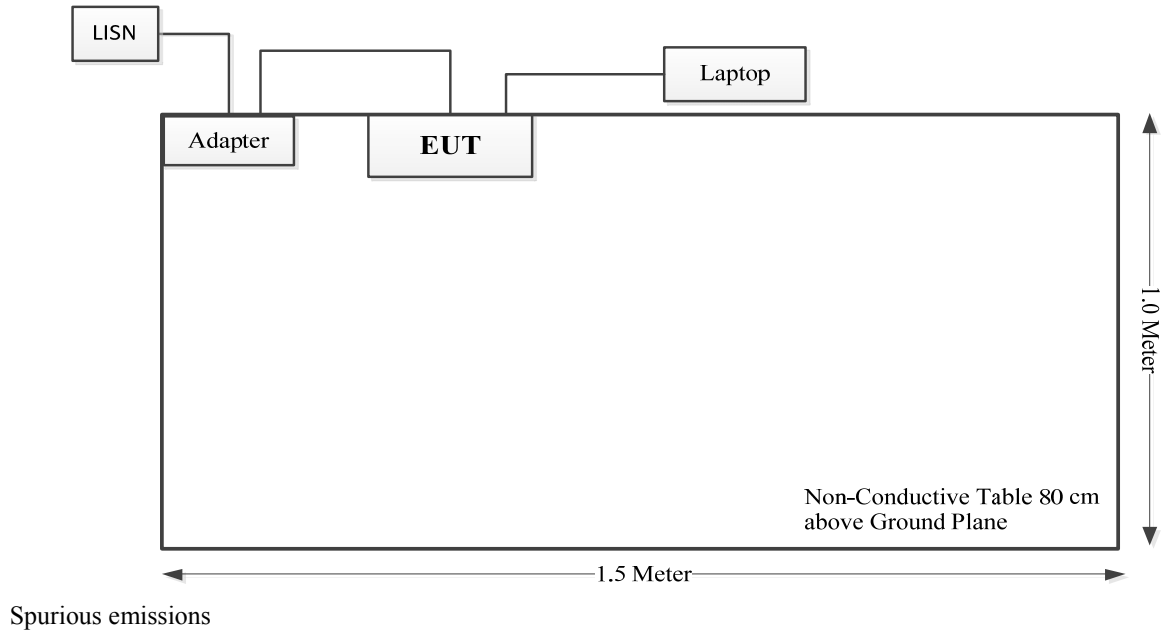 LISN
Laptop
Adapter
EUT
1.0 Meter
Non-Conductive Table 80 cm
above Ground Plane
1.5 Meter
Spurious emissions